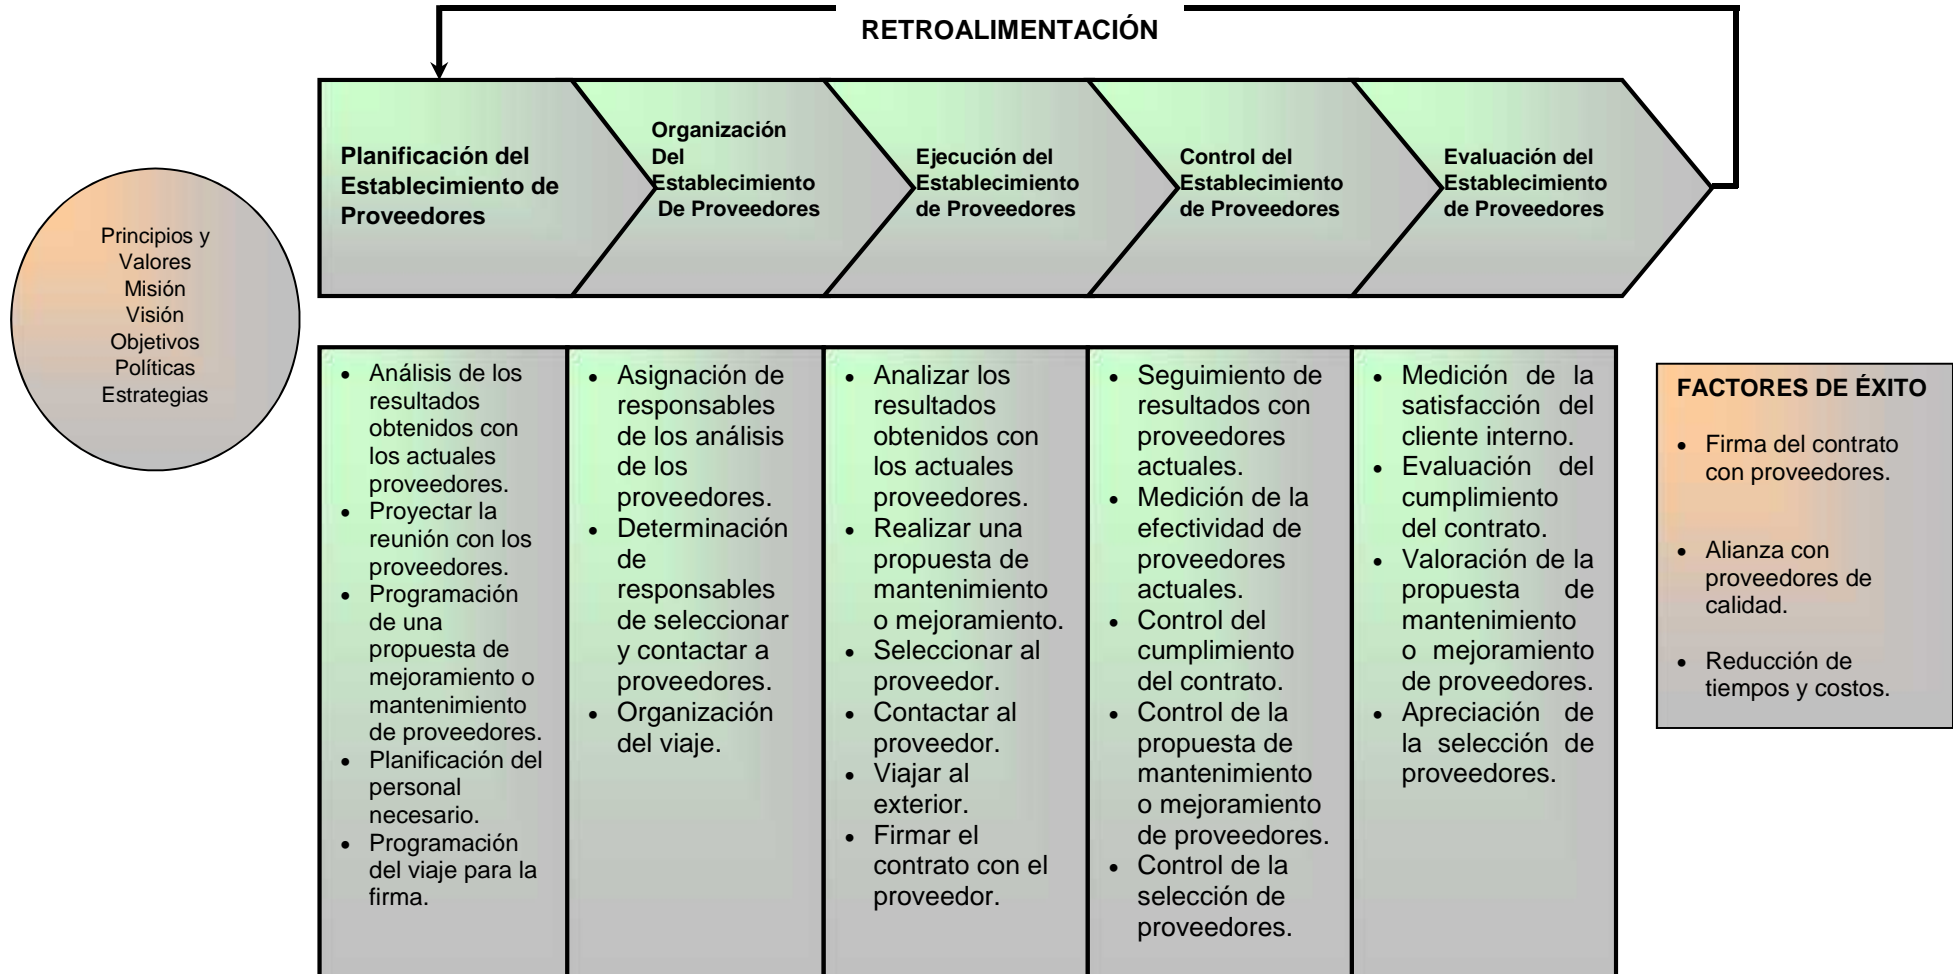 RETROALIMENTACIÓN
Planificación del
Establecimiento de
Proveedores
Organización
Del
Establecimiento
De Proveedores
Ejecución del
Establecimiento
de Proveedores
Control del
Establecimiento
de Proveedores
Evaluación del
Establecimiento
de Proveedores
Principios y
Valores
Misión
Visión
Objetivos
Políticas
Estrategias
• Análisis de los
resultados
obtenidos con
los actuales
proveedores.
• Proyectar la
reunión con los
proveedores.
• Programación
de una
propuesta de
mejoramiento o
mantenimiento
de proveedores.
• Planificación del
personal
necesario.
• Programación
del viaje para la
firma.
• Asignación de
responsables
de los análisis
de los
proveedores.
• Determinación
de
responsables
de seleccionar
y contactar a
proveedores.
• Organización
del viaje.
• Analizar los
resultados
obtenidos con
los actuales
proveedores.
• Realizar una
propuesta de
mantenimiento
o mejoramiento.
• Seleccionar al
proveedor.
• Contactar al
proveedor.
• Viajar al
exterior.
• Firmar el
contrato con el
proveedor.
• Seguimiento de
resultados con
proveedores
actuales.
• Medición de la
efectividad de
proveedores
actuales.
• Control del
cumplimiento
del contrato.
• Control de la
propuesta de
mantenimiento
o mejoramiento
de proveedores.
• Control de la
selección de
proveedores.
• Medición de la
satisfacción del
cliente interno.
• Evaluación del
cumplimiento
del contrato.
• Valoración de la
propuesta de
mantenimiento
o mejoramiento
de proveedores.
• Apreciación de
la selección de
proveedores.
FACTORES DE ÉXITO
• Firma del contrato
con proveedores.
• Alianza con
proveedores de
calidad.
• Reducción de
tiempos y costos.